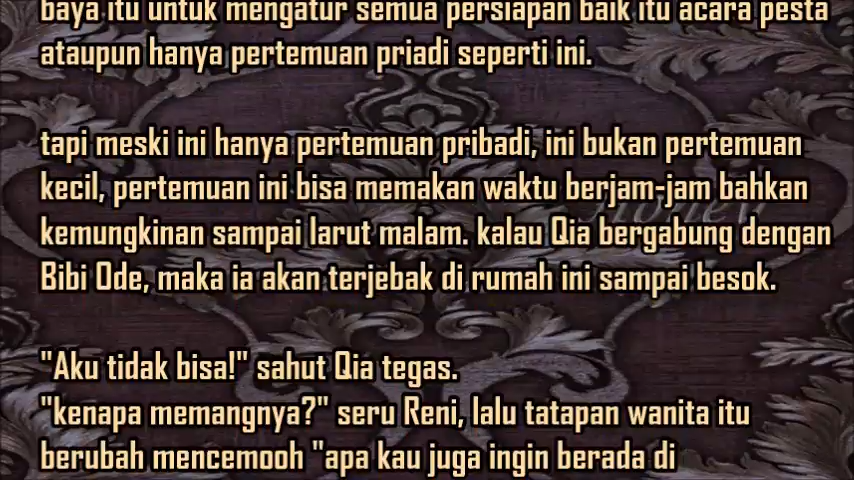 baya itu untuk mengatur semua persiapan baik itu acara pesta
ataupun hanya pertemuan priadi seperti ini.
tapi meski ini hanya pertemuan pribadi, ini bukan pertemuan
kecil, pertemuan ini bisa memakan waktu berjam-jam bahkan
kemungkinan sampai larut malam. kalau Qia bergabung dengan
Bibi Ode, maka ia akan terjebak di rumah ini sampai besok.
"Aku tidak bisa!" sahut Qia tegas.
"kenapa memangnya?" seru Reni, lalu tatapan wanita itu
berubah mencemooh "apa kau juga ingin berada di